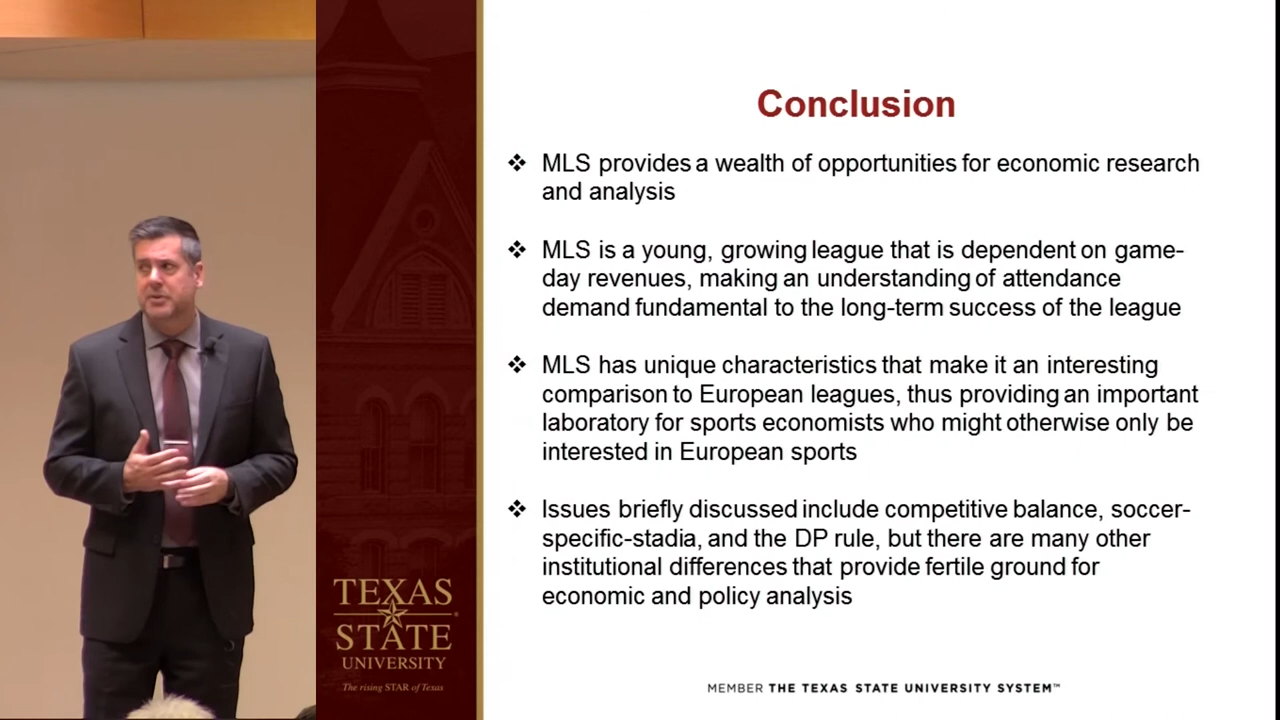 Conclusion
❖ MLS provides a wealth of opportunities for economic research
and analysis
❖ MLS is a young, growing league that is dependent on game-
day revenues, making an understanding of attendance
demand fundamental to the long-term success of the league
❖ MLS has unique characteristics that make it an interesting
comparison to European leagues, thus providing an important
laboratory for sports economists who might otherwise only be
interested in European sports
❖ Issues briefly discussed include competitive balance, soccer-
specific-stadia, and the DP rule, but there are many other
institutional differences that provide fertile ground for
economic and policy analysis
TEXAS
STATE
®
UNIVERSITY
The rising STAR of Texas
MEMBER THE TEXAS STATE UNIVERSITY SYSTEM™